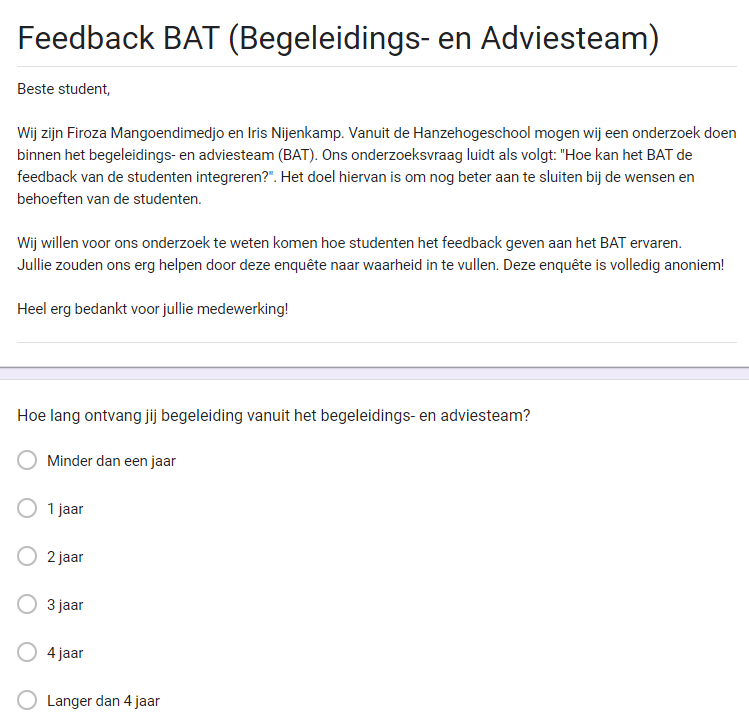 Feedback BAT (Begeleidings- en Adviesteam)
Beste student,
Wij zijn Firoza Mangoendimedjo en Iris Nijenkamp. Vanuit de Hanzehogeschool mogen wij een onderzoek doen
binnen het begeleidings- en adviesteam (BAT). Ons onderzoeksvraag luidt als volgt: "Hoe kan het BAT de
feedback van de studenten integreren?". Het doel hiervan is om nog beter aan te sluiten bij de wensen en
behoeften van de studenten.
Wij willen voor ons onderzoek te weten komen hoe studenten het feedback geven aan het BAT ervaren.
Jullie zouden ons erg helpen door deze enquête naar waarheid in te vullen. Deze enquête is volledig anoniem!
Heel erg bedankt voor jullie medewerking!
Hoe lang ontvang jij begeleiding vanuit het begeleidings- en adviesteam?
Minder dan een jaar
1 jaar
2 jaar
3 jaar
4 jaar
Langer dan 4 jaar